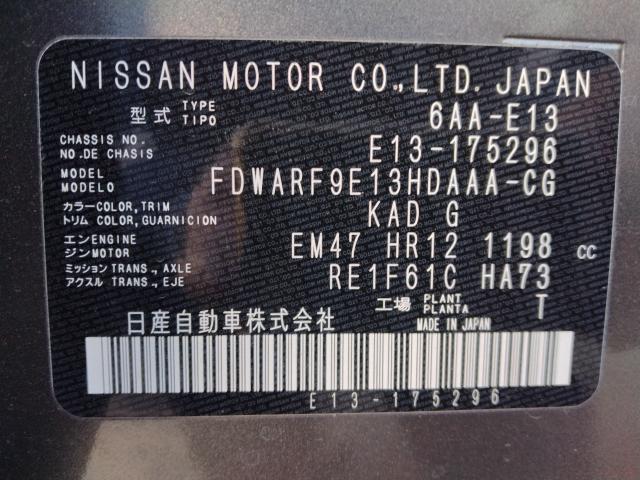 NISSAN MOTOR CO.,LTD. JAPAN
型式 TYPE TIPO 6AA-E13
CHASSIS NO.
NO.DE CHASIS E13-175296
MODEL
MODELO FDWARF9E13HDAAA-CG
カラーCOLOR,TRIM
トリム COLOR,GUARNICION KAD G
エンENGINE
ジンMOTOR EM47 HR12 1198 cc
ミッション TRANS.,AXLE
アクスル TRANS.,EJE RE1F61C HA73
工場 PLANT PLANTA T
日産自動車株式会社 MADE IN JAPAN
E13-175296